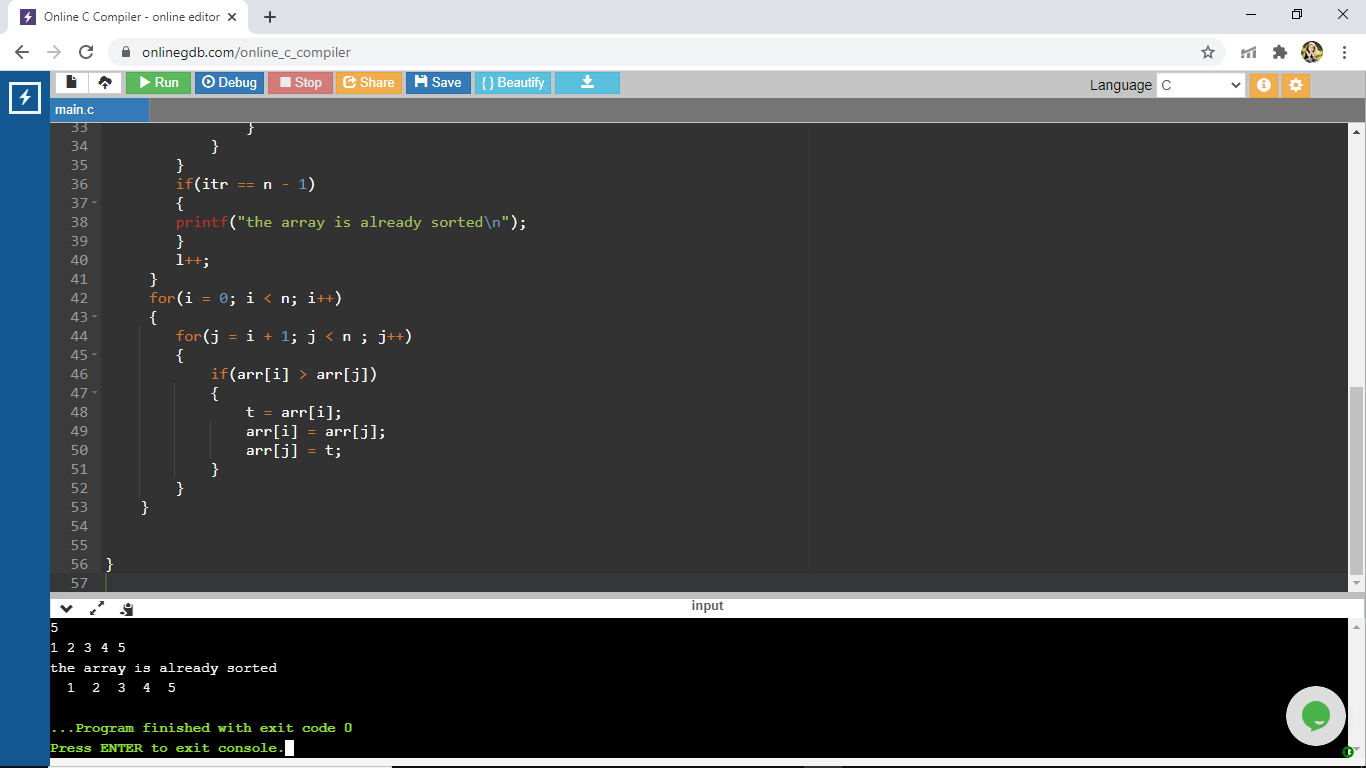 Online C Compiler - online editor
onlinegdb.com/online_c_compiler
Run Debug Stop Share Save { } Beautify Language C
main.c
33 }
34 }
35 }
36 if(itr == n - 1)
37 {
38 printf("the array is already sorted\n");
39 }
40 l++;
41 }
42 for(i = 0; i < n; i++)
43 {
44 for(j = i + 1; j < n ; j++)
45 {
46 if(arr[i] > arr[j])
47 {
48 t = arr[i];
49 arr[i] = arr[j];
50 arr[j] = t;
51 }
52 }
53 }
54
55
56 }
57
input
5
1 2 3 4 5
the array is already sorted
1 2 3 4 5
...Program finished with exit code 0
Press ENTER to exit console.